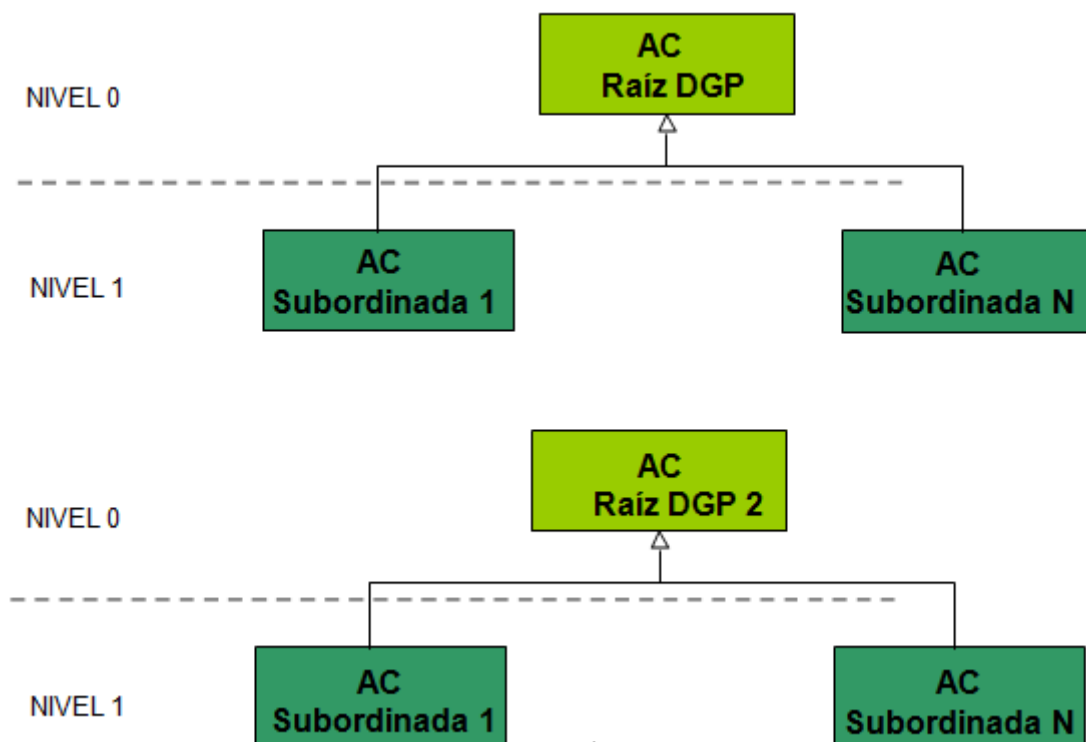 AC
Raíz DGP
NIVEL 0
NIVEL 1
AC
Subordinada 1
AC
Subordinada N
AC
Raíz DGP 2
NIVEL 0
NIVEL 1
AC
Subordinada 1
AC
Subordinada N